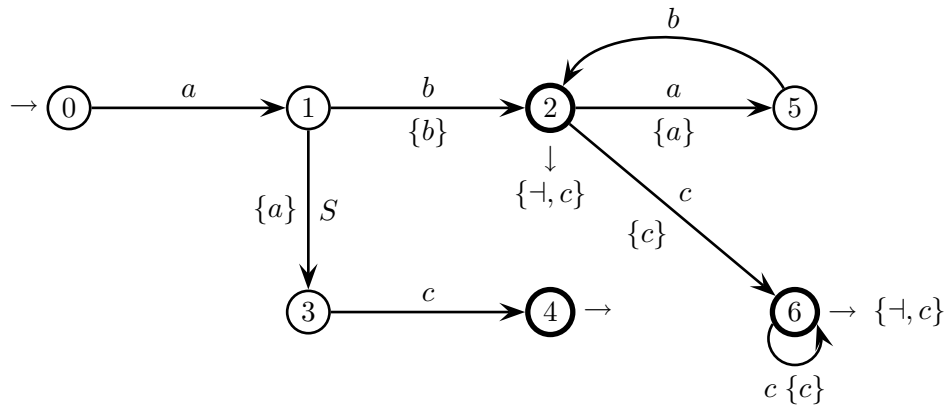 b
→ 0 a 1 b 2 a 5
{b} {a}
↓
{⊣, c}
{a} S c
{c}
3 c 4 → 6 → {⊣, c}
c {c}